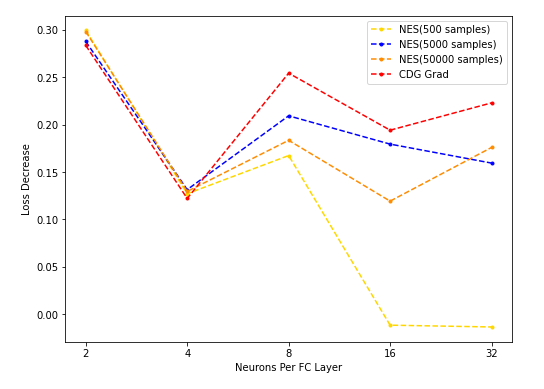 NES(500 samples)
NES(5000 samples)
NES(50000 samples)
CDG Grad
Loss Decrease
0.30
0.25
0.20
0.15
0.10
0.05
0.00
2 4 8 16 32
Neurons Per FC Layer